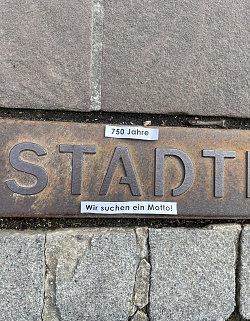 750 Jahre
STADT
Wir suchen ein Motto!